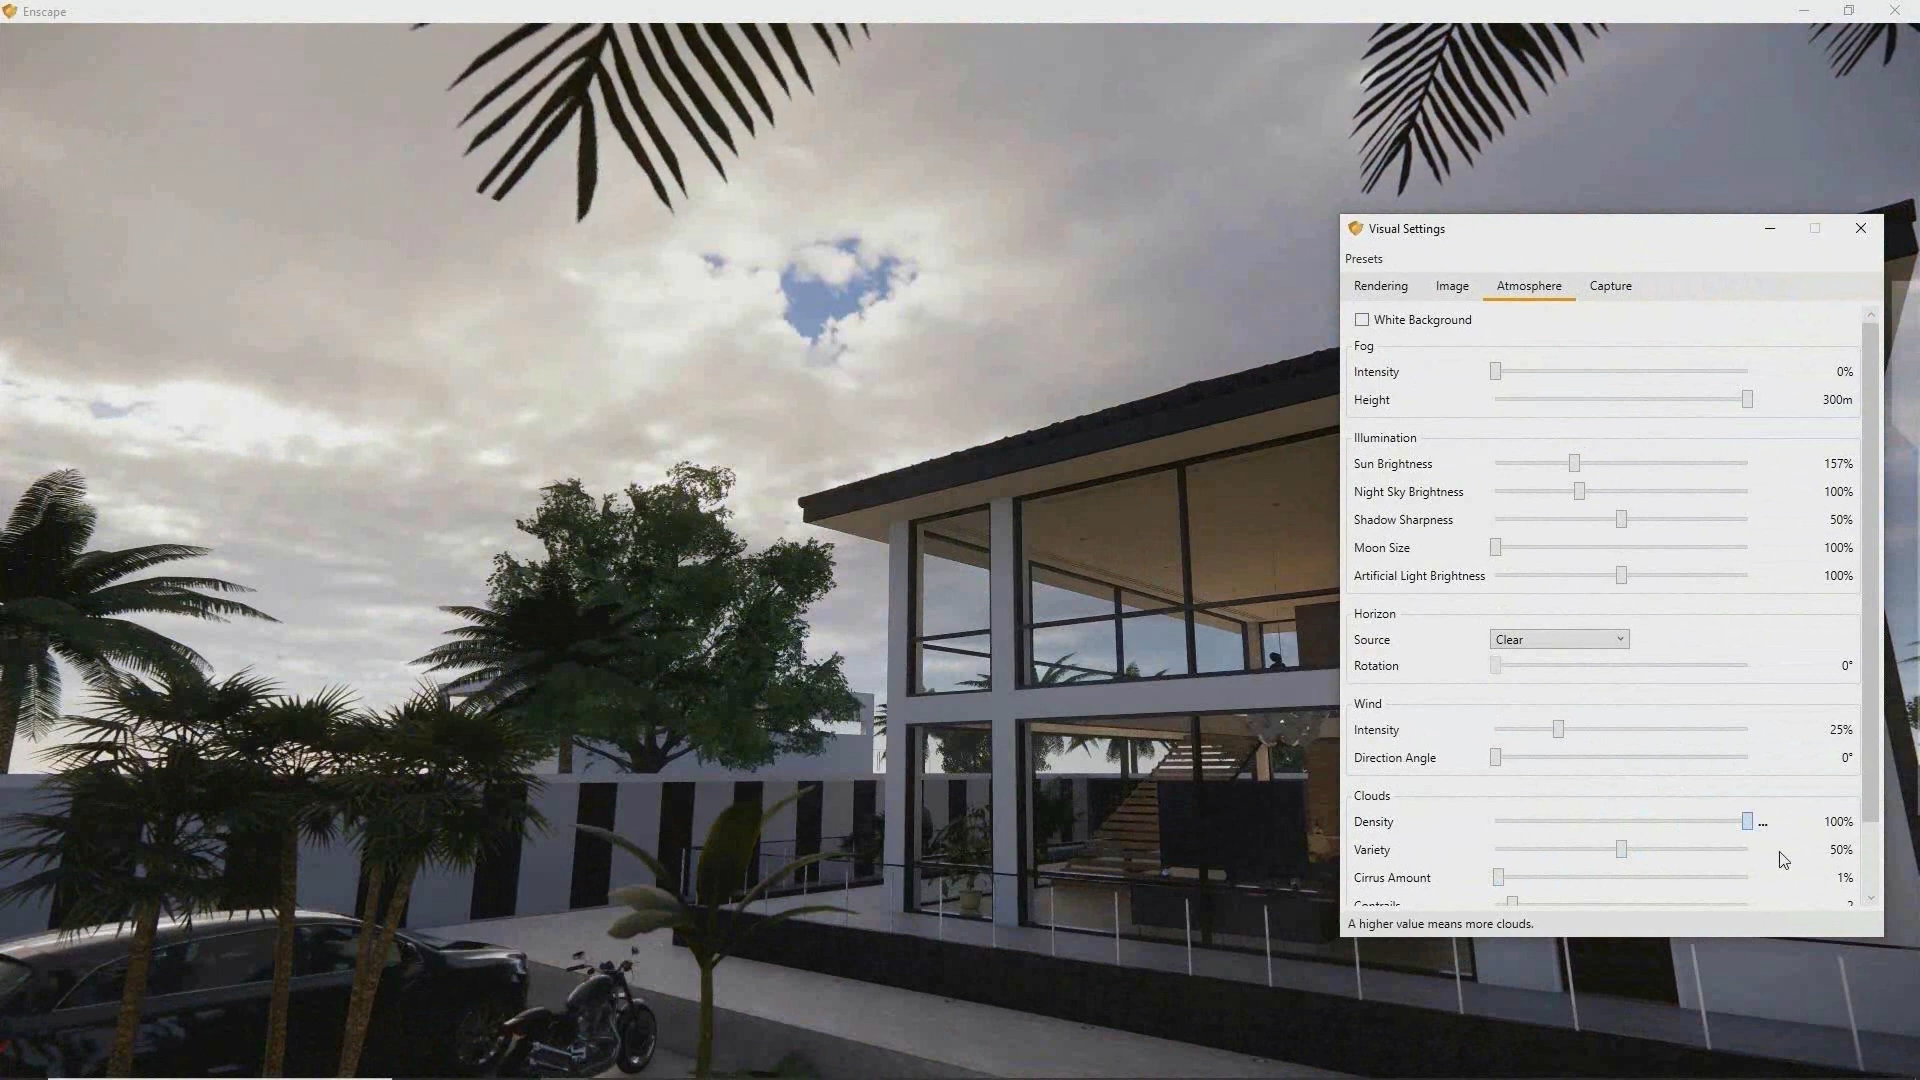 Enscape
Visual Settings
Presets
Rendering Image Atmosphere Capture
White Background
Fog
Intensity 0%
Height 300m
Illumination
Sun Brightness 157%
Night Sky Brightness 100%
Shadow Sharpness 50%
Moon Size 100%
Artificial Light Brightness 100%
Horizon
Source Clear
Rotation 0°
Wind
Intensity 25%
Direction Angle 0°
Clouds
Density ... 100%
Variety 50%
Cirrus Amount 1%
Contrails 2
A higher value means more clouds.